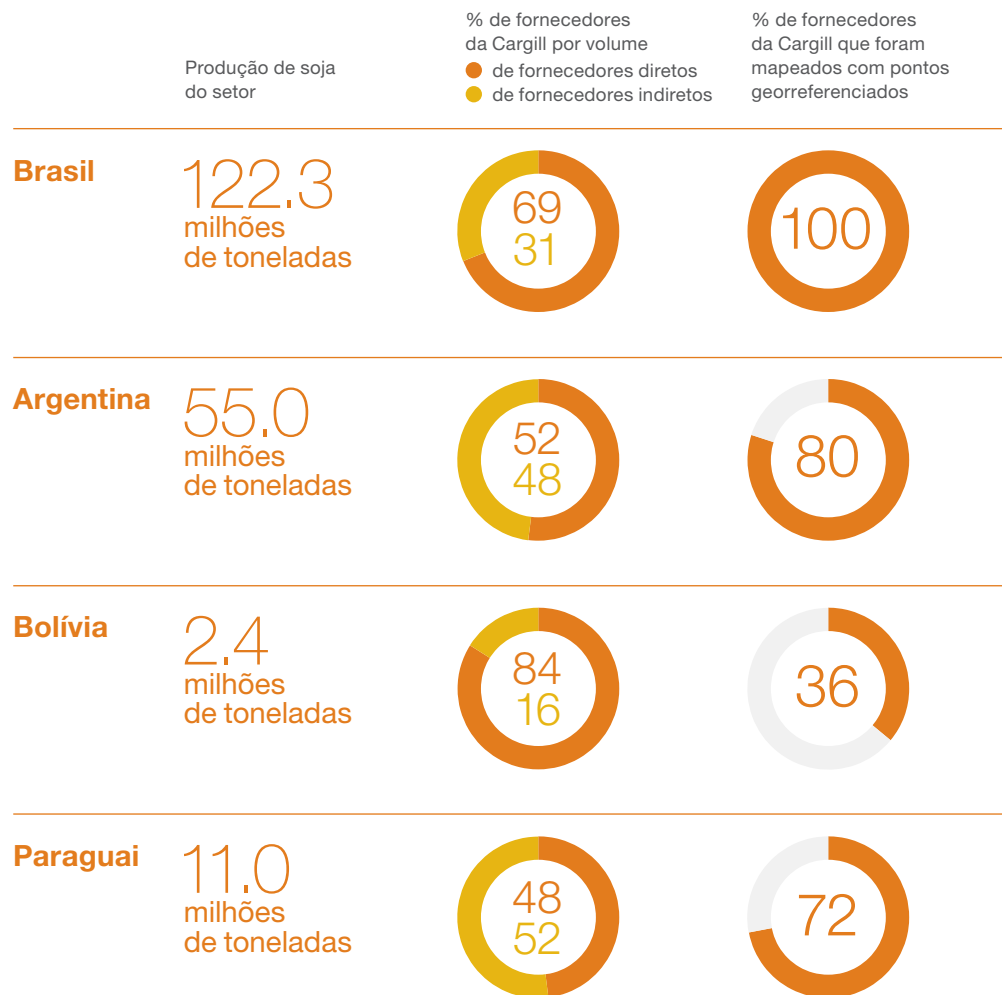 Produção de soja
do setor
% de fornecedores
da Cargill por volume
de fornecedores diretos
de fornecedores indiretos
% de fornecedores
da Cargill que foram
mapeados com pontos
georreferenciados
Brasil
122.3
milhões
de toneladas
69
31
100
Argentina
55.0
milhões
de toneladas
52
48
80
Bolívia
2.4
milhões
de toneladas
84
16
36
Paraguai
11.0
milhões
de toneladas
48
52
72